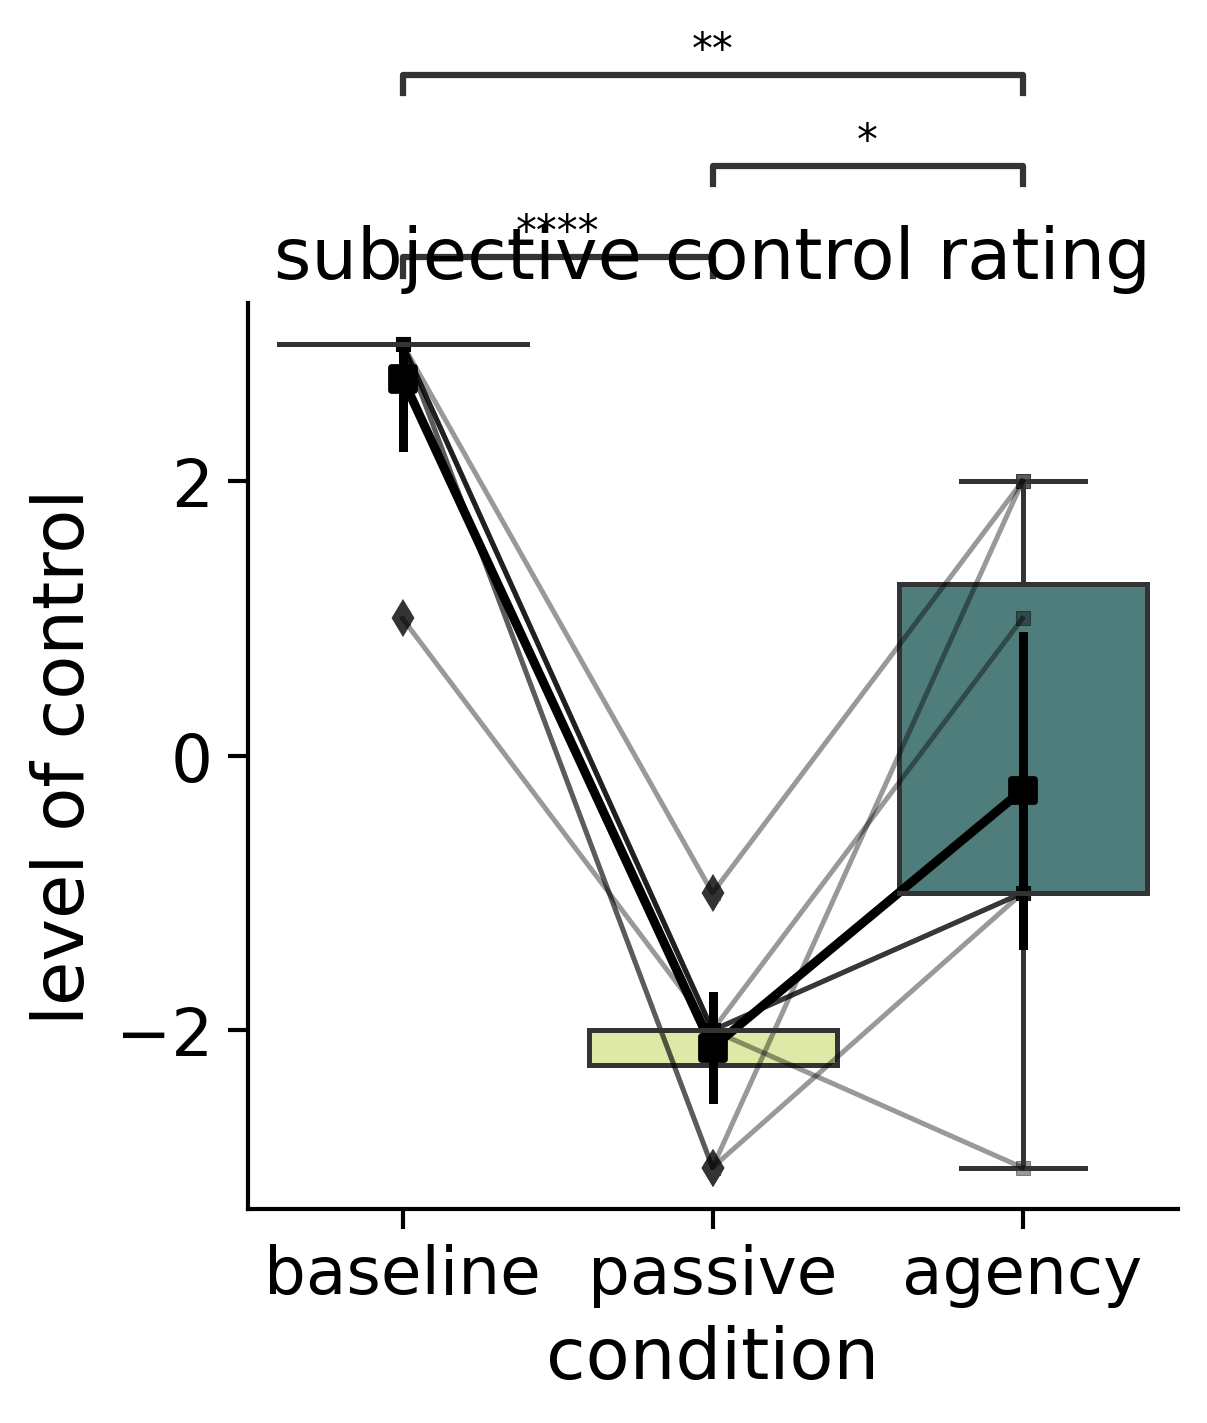 **
*
****
subjective control rating
level of control
2
0
−2
baseline passive agency
condition